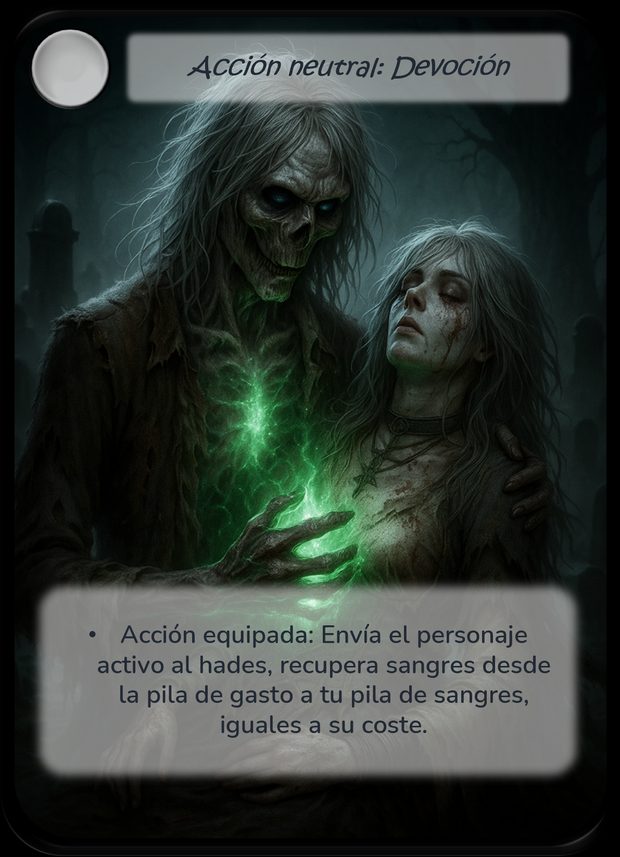 Acción neutral: Devoción
• Acción equipada: Envía el personaje
activo al hades, recupera sangres desde
la pila de gasto a tu pila de sangres,
iguales a su coste.